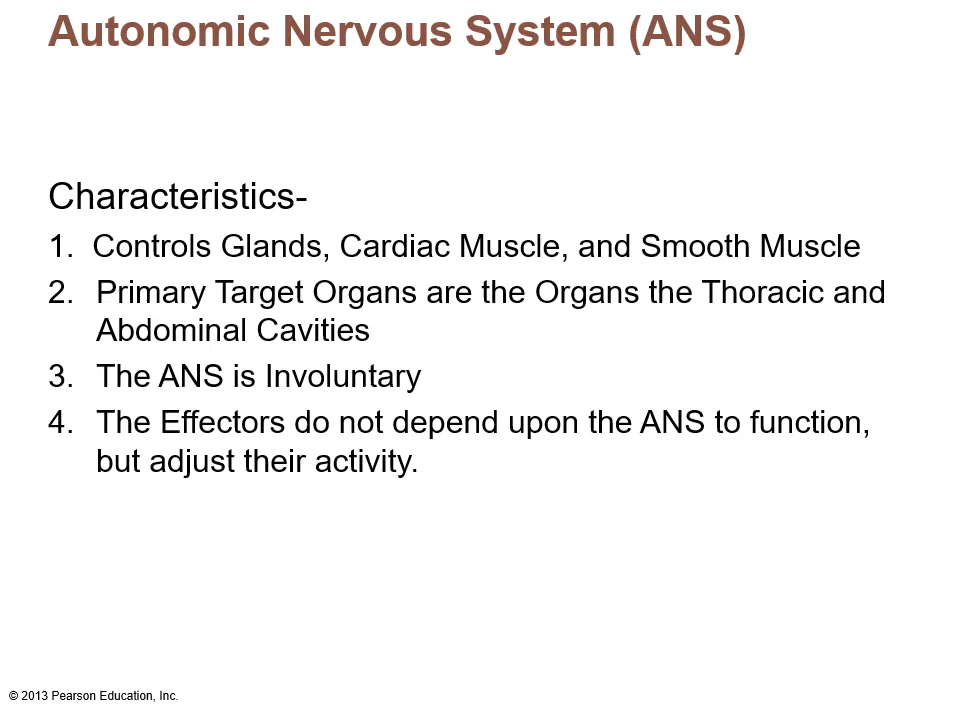 Autonomic Nervous System (ANS)
Characteristics-
1. Controls Glands, Cardiac Muscle, and Smooth Muscle
2. Primary Target Organs are the Organs the Thoracic and
Abdominal Cavities
3. The ANS is Involuntary
4. The Effectors do not depend upon the ANS to function,
but adjust their activity.
© 2013 Pearson Education, Inc.